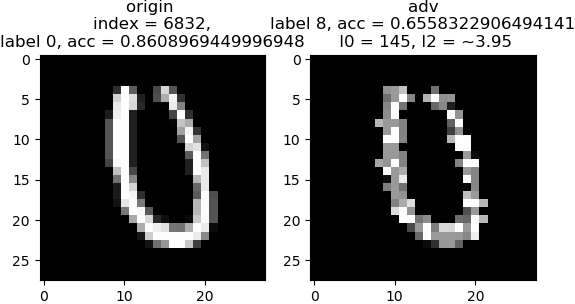 origin
index = 6832,
label 0, acc = 0.8608969449996948
adv
label 8, acc = 0.6558322906494141
l0 = 145, l2 = ~3.95
0
5
10
15
20
25
0 10 20
0
5
10
15
20
25
0 10 20